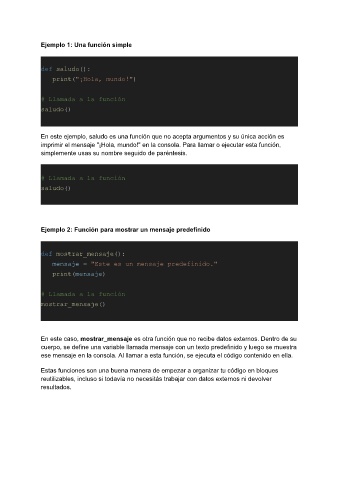 Ejemplo 1: Una función simple
def saludo():
print("¡Hola, mundo!")
# Llamada a la función
saludo()
En este ejemplo, saludo es una función que no acepta argumentos y su única acción es
imprimir el mensaje "¡Hola, mundo!" en la consola. Para llamar o ejecutar esta función,
simplemente usas su nombre seguido de paréntesis.
# Llamada a la función
saludo()
Ejemplo 2: Función para mostrar un mensaje predefinido
def mostrar_mensaje():
mensaje = "Este es un mensaje predefinido."
print(mensaje)
# Llamada a la función
mostrar_mensaje()
En este caso, mostrar_mensaje es otra función que no recibe datos externos. Dentro de su
cuerpo, se define una variable llamada mensaje con un texto predefinido y luego se muestra
ese mensaje en la consola. Al llamar a esta función, se ejecuta el código contenido en ella.
Estas funciones son una buena manera de empezar a organizar tu código en bloques
reutilizables, incluso si todavía no necesitás trabajar con datos externos ni devolver
resultados.